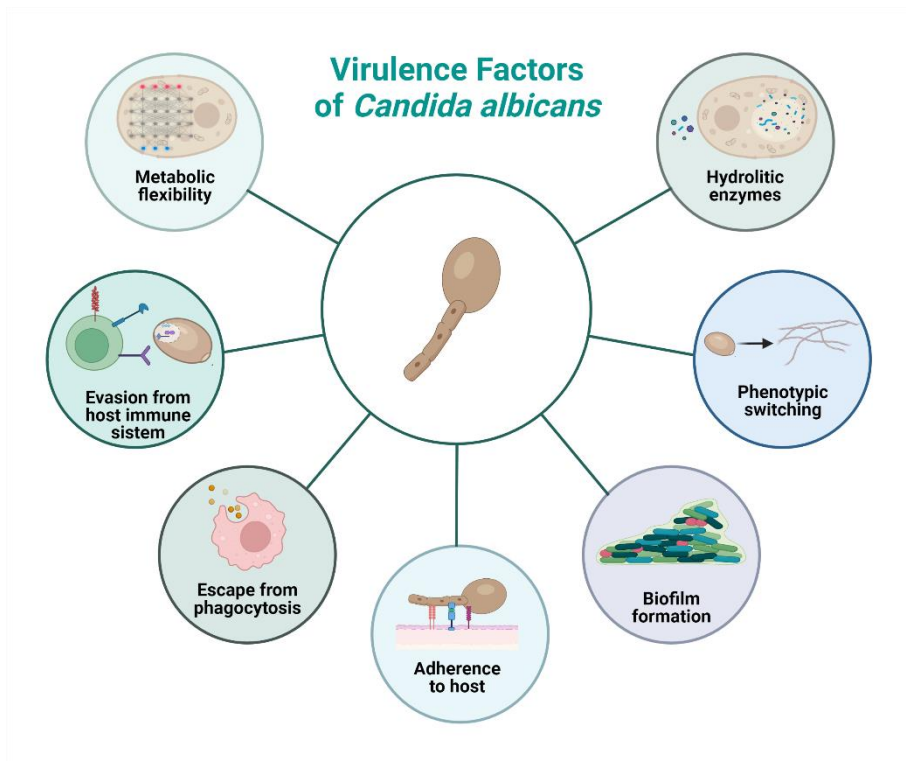 Virulence Factors
of Candida albicans
Metabolic
flexibility
Hydrolitic
enzymes
Evasion from
host immune
sistem
Phenotypic
switching
Escape from
phagocytosis
Biofilm
formation
Adherence
to host